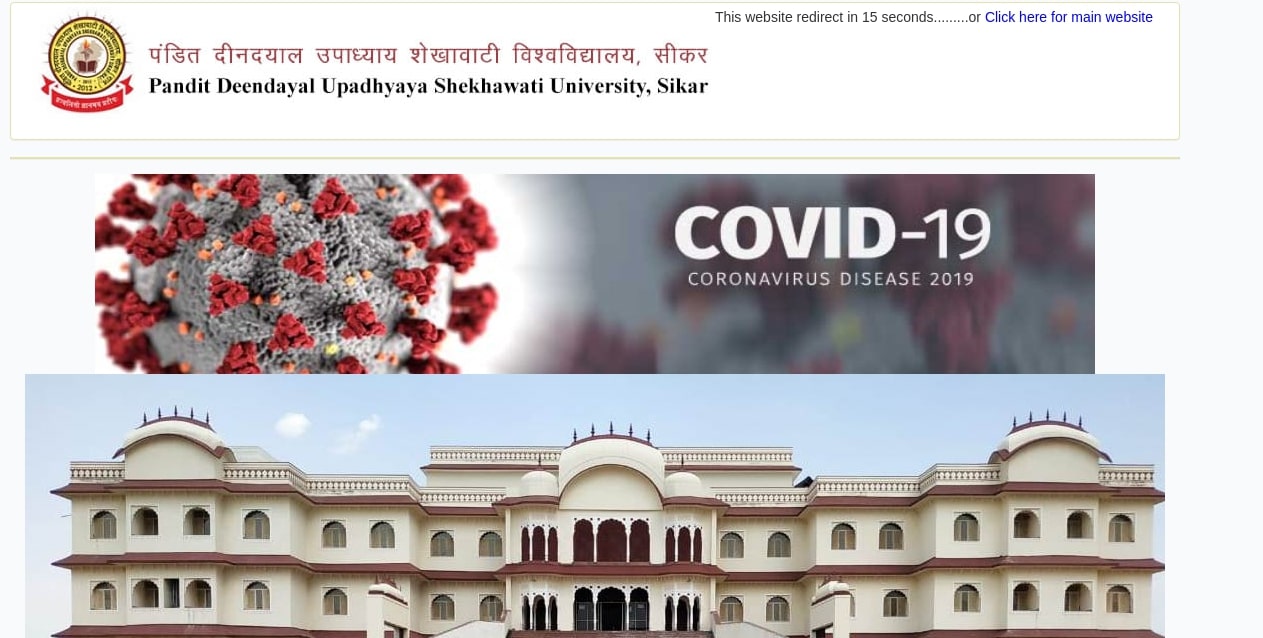 This website redirect in 15 seconds.........or Click here for main website
पंडित दीनदयाल उपाध्याय शेखावाटी विश्वविद्यालय, सीकर
Pandit Deendayal Upadhyaya Shekhawati University, Sikar
2012
COVID-19
CORONAVIRUS DISEASE 2019